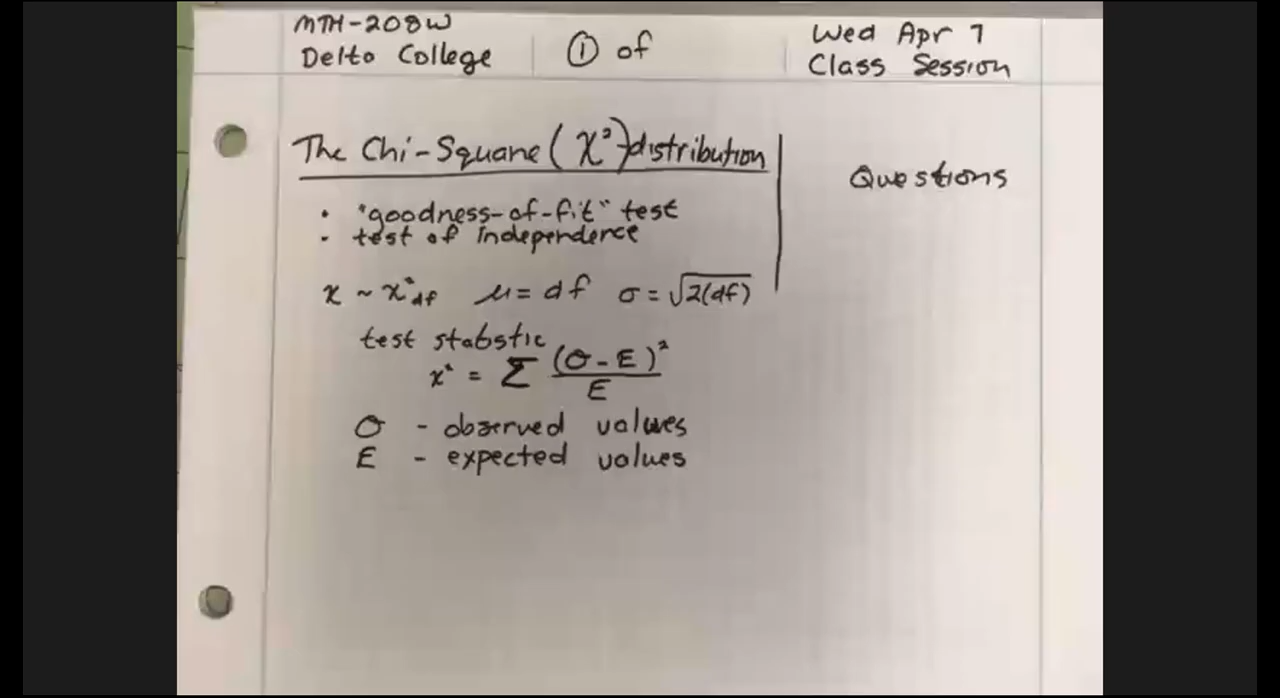 MTH-208W
Delta College
① of
Wed Apr 7
Class Session
The Chi-Square (χ²) distribution
Questions
• "goodness-of-fit" test
• test of independence
χ ~ χ²df μ = df σ = √2(df)
test statistic
χ² = Σ (O - E)² / E
O - observed values
E - expected values